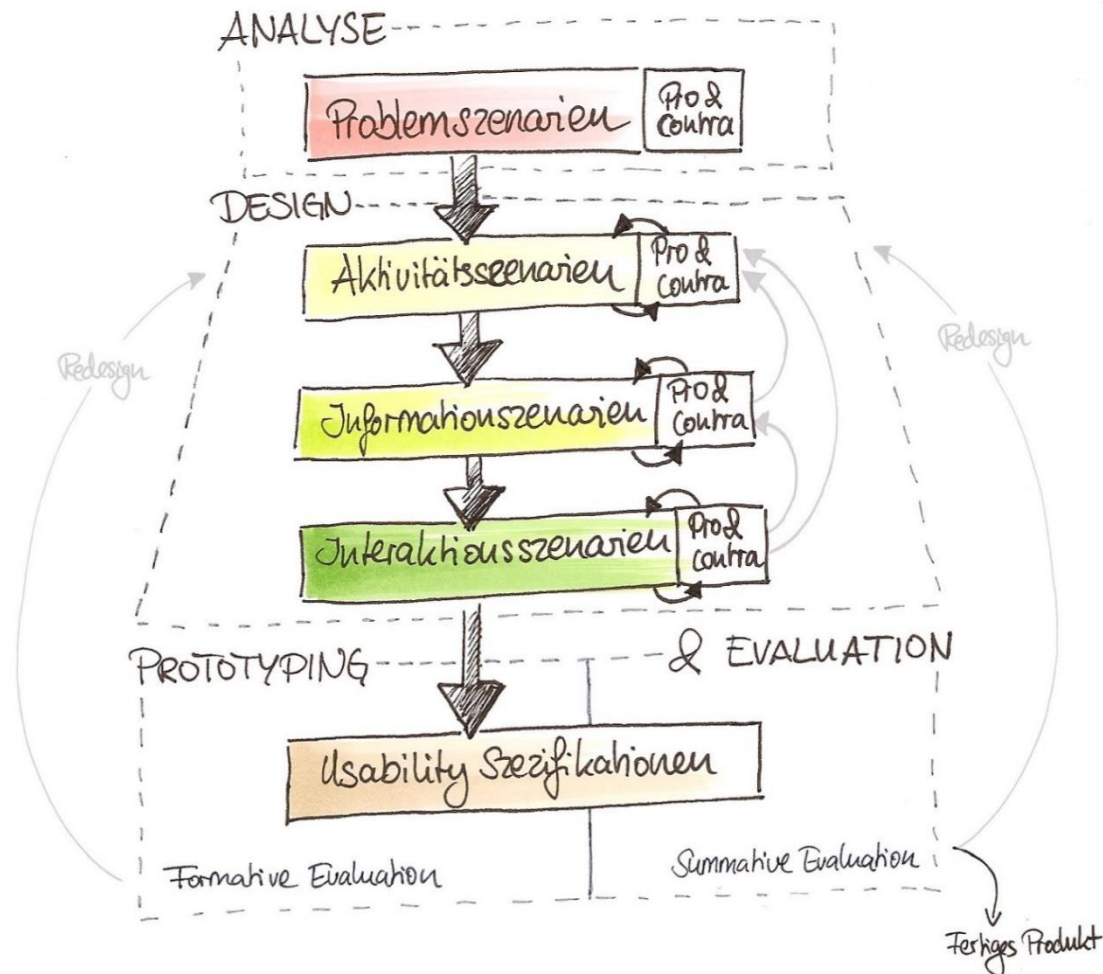 ANALYSE
Problemszenarien
Pro &
Contra
DESIGN
Aktivitätsszenarien
Pro &
Contra
Redesign
Redesign
Informationszenarien
Pro &
Contra
Interaktionsszenarien
Pro &
Contra
PROTOTYPING
& EVALUATION
Usability Szezifikationen
Formative Evaluation
Summative Evaluation
Fertiges Produkt